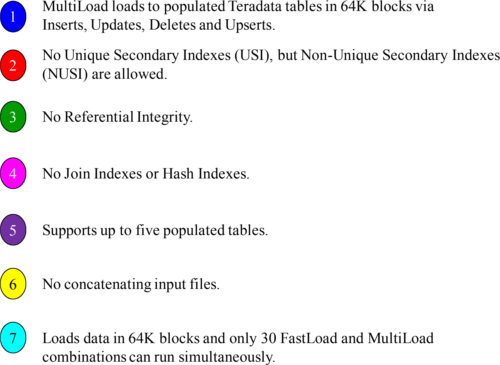 1 MultiLoad loads to populated Teradata tables in 64K blocks via
Inserts, Updates, Deletes and Upserts.
2 No Unique Secondary Indexes (USI), but Non-Unique Secondary Indexes
(NUSI) are allowed.
3 No Referential Integrity.
4 No Join Indexes or Hash Indexes.
5 Supports up to five populated tables.
6 No concatenating input files.
7 Loads data in 64K blocks and only 30 FastLoad and MultiLoad
combinations can run simultaneously.